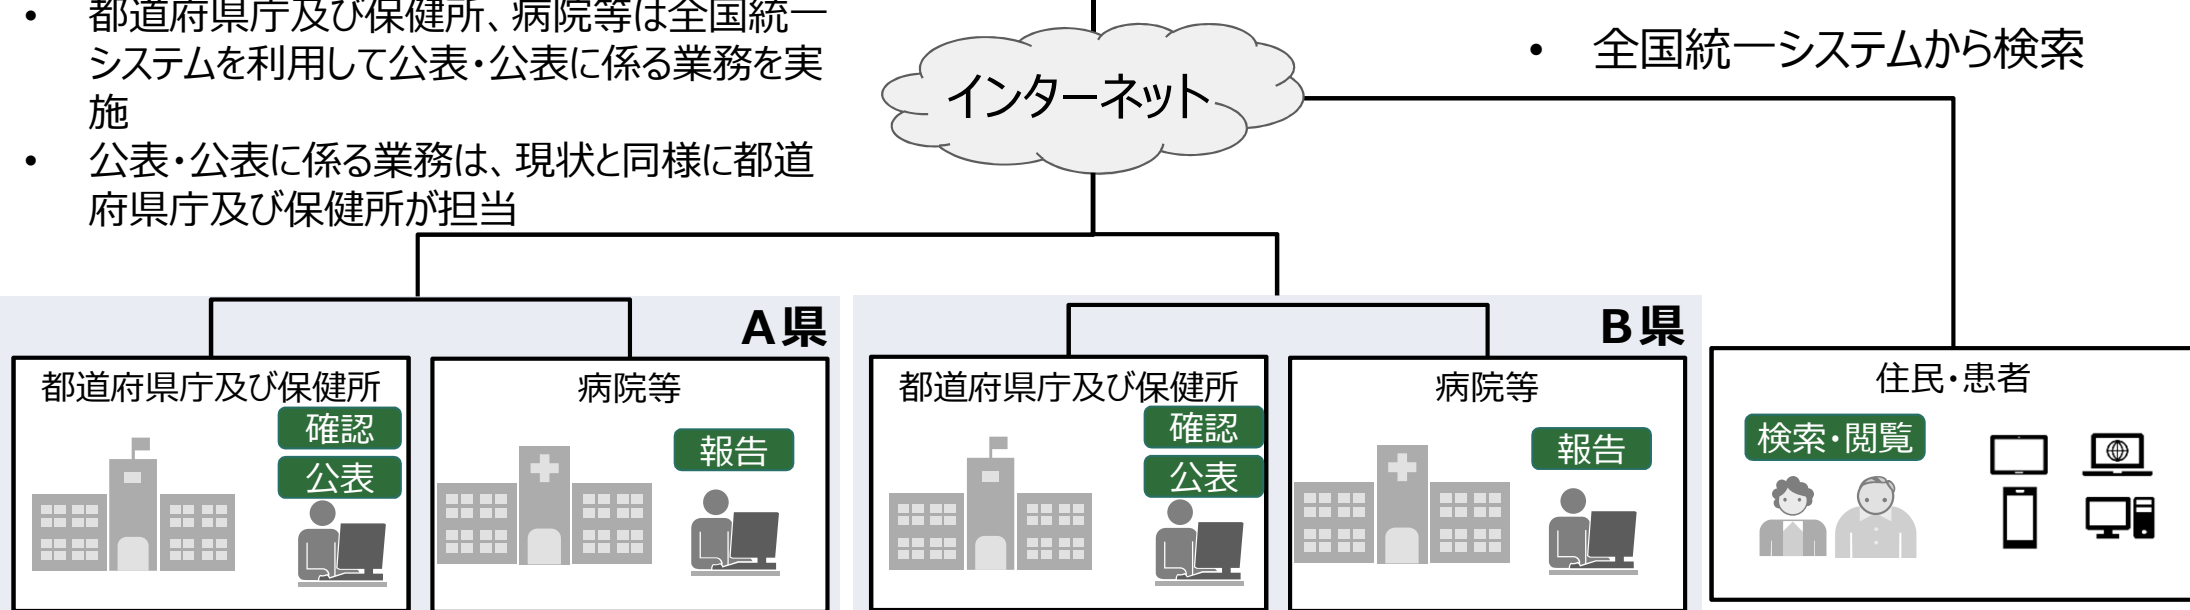 • 都道府県庁及び保健所、病院等は全国統一
システムを利用して公表・公表に係る業務を実
施
• 公表・公表に係る業務は、現状と同様に都道
府県庁及び保健所が担当
インターネット
• 全国統一システムから検索
A県
都道府県庁及び保健所
確認
公表
病院等
報告
B県
都道府県庁及び保健所
確認
公表
病院等
報告
住民・患者
検索・閲覧